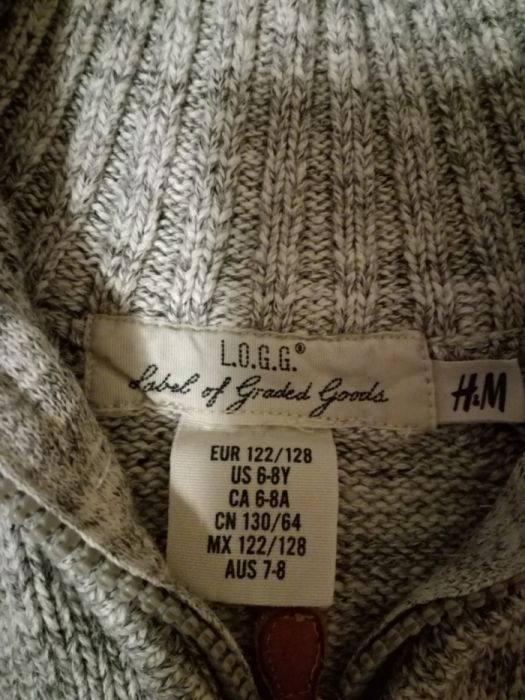 L.O.G.G.®
Label of Graded Goods
H&M
EUR 122/128
US 6-8Y
CA 6-8A
CN 130/64
MX 122/128
AUS 7-8